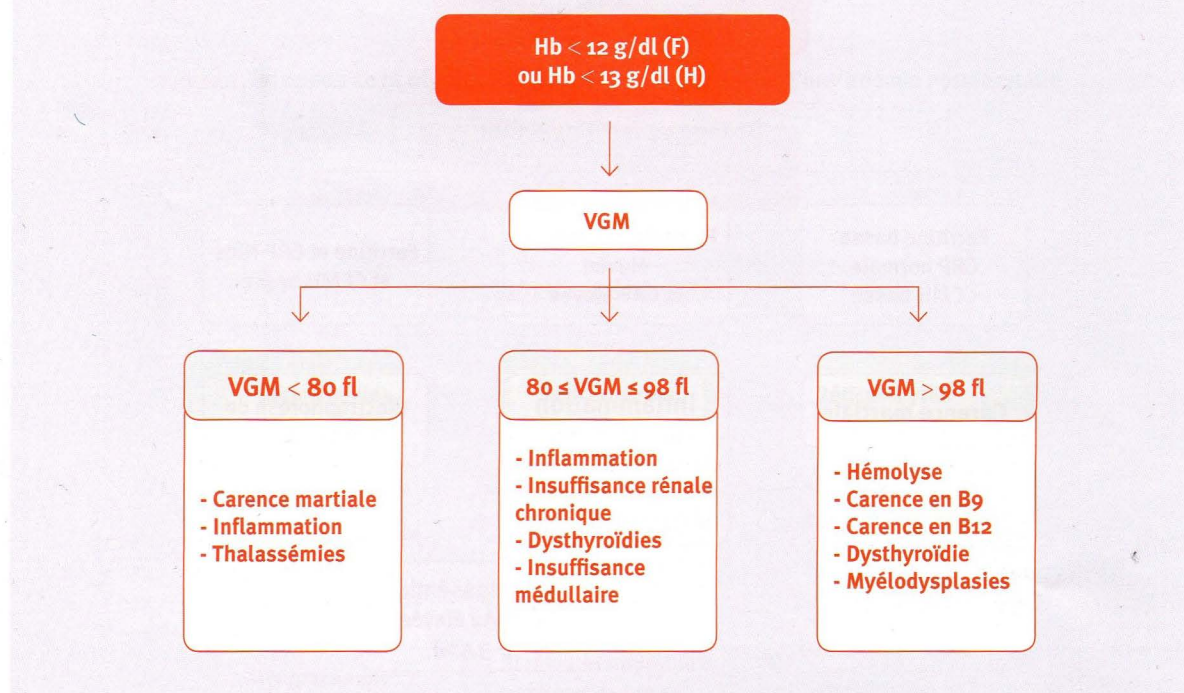 Hb < 12 g/dl (F)
ou Hb < 13 g/dl (H)
VGM
VGM < 80 fl
- Carence martiale
- Inflammation
- Thalassémies
80 ≤ VGM ≤ 98 fl
- Inflammation
- Insuffisance rénale
chronique
- Dysthyroïdies
- Insuffisance
médullaire
VGM > 98 fl
- Hémolyse
- Carence en B9
- Carence en B12
- Dysthyroïdie
- Myélodysplasies